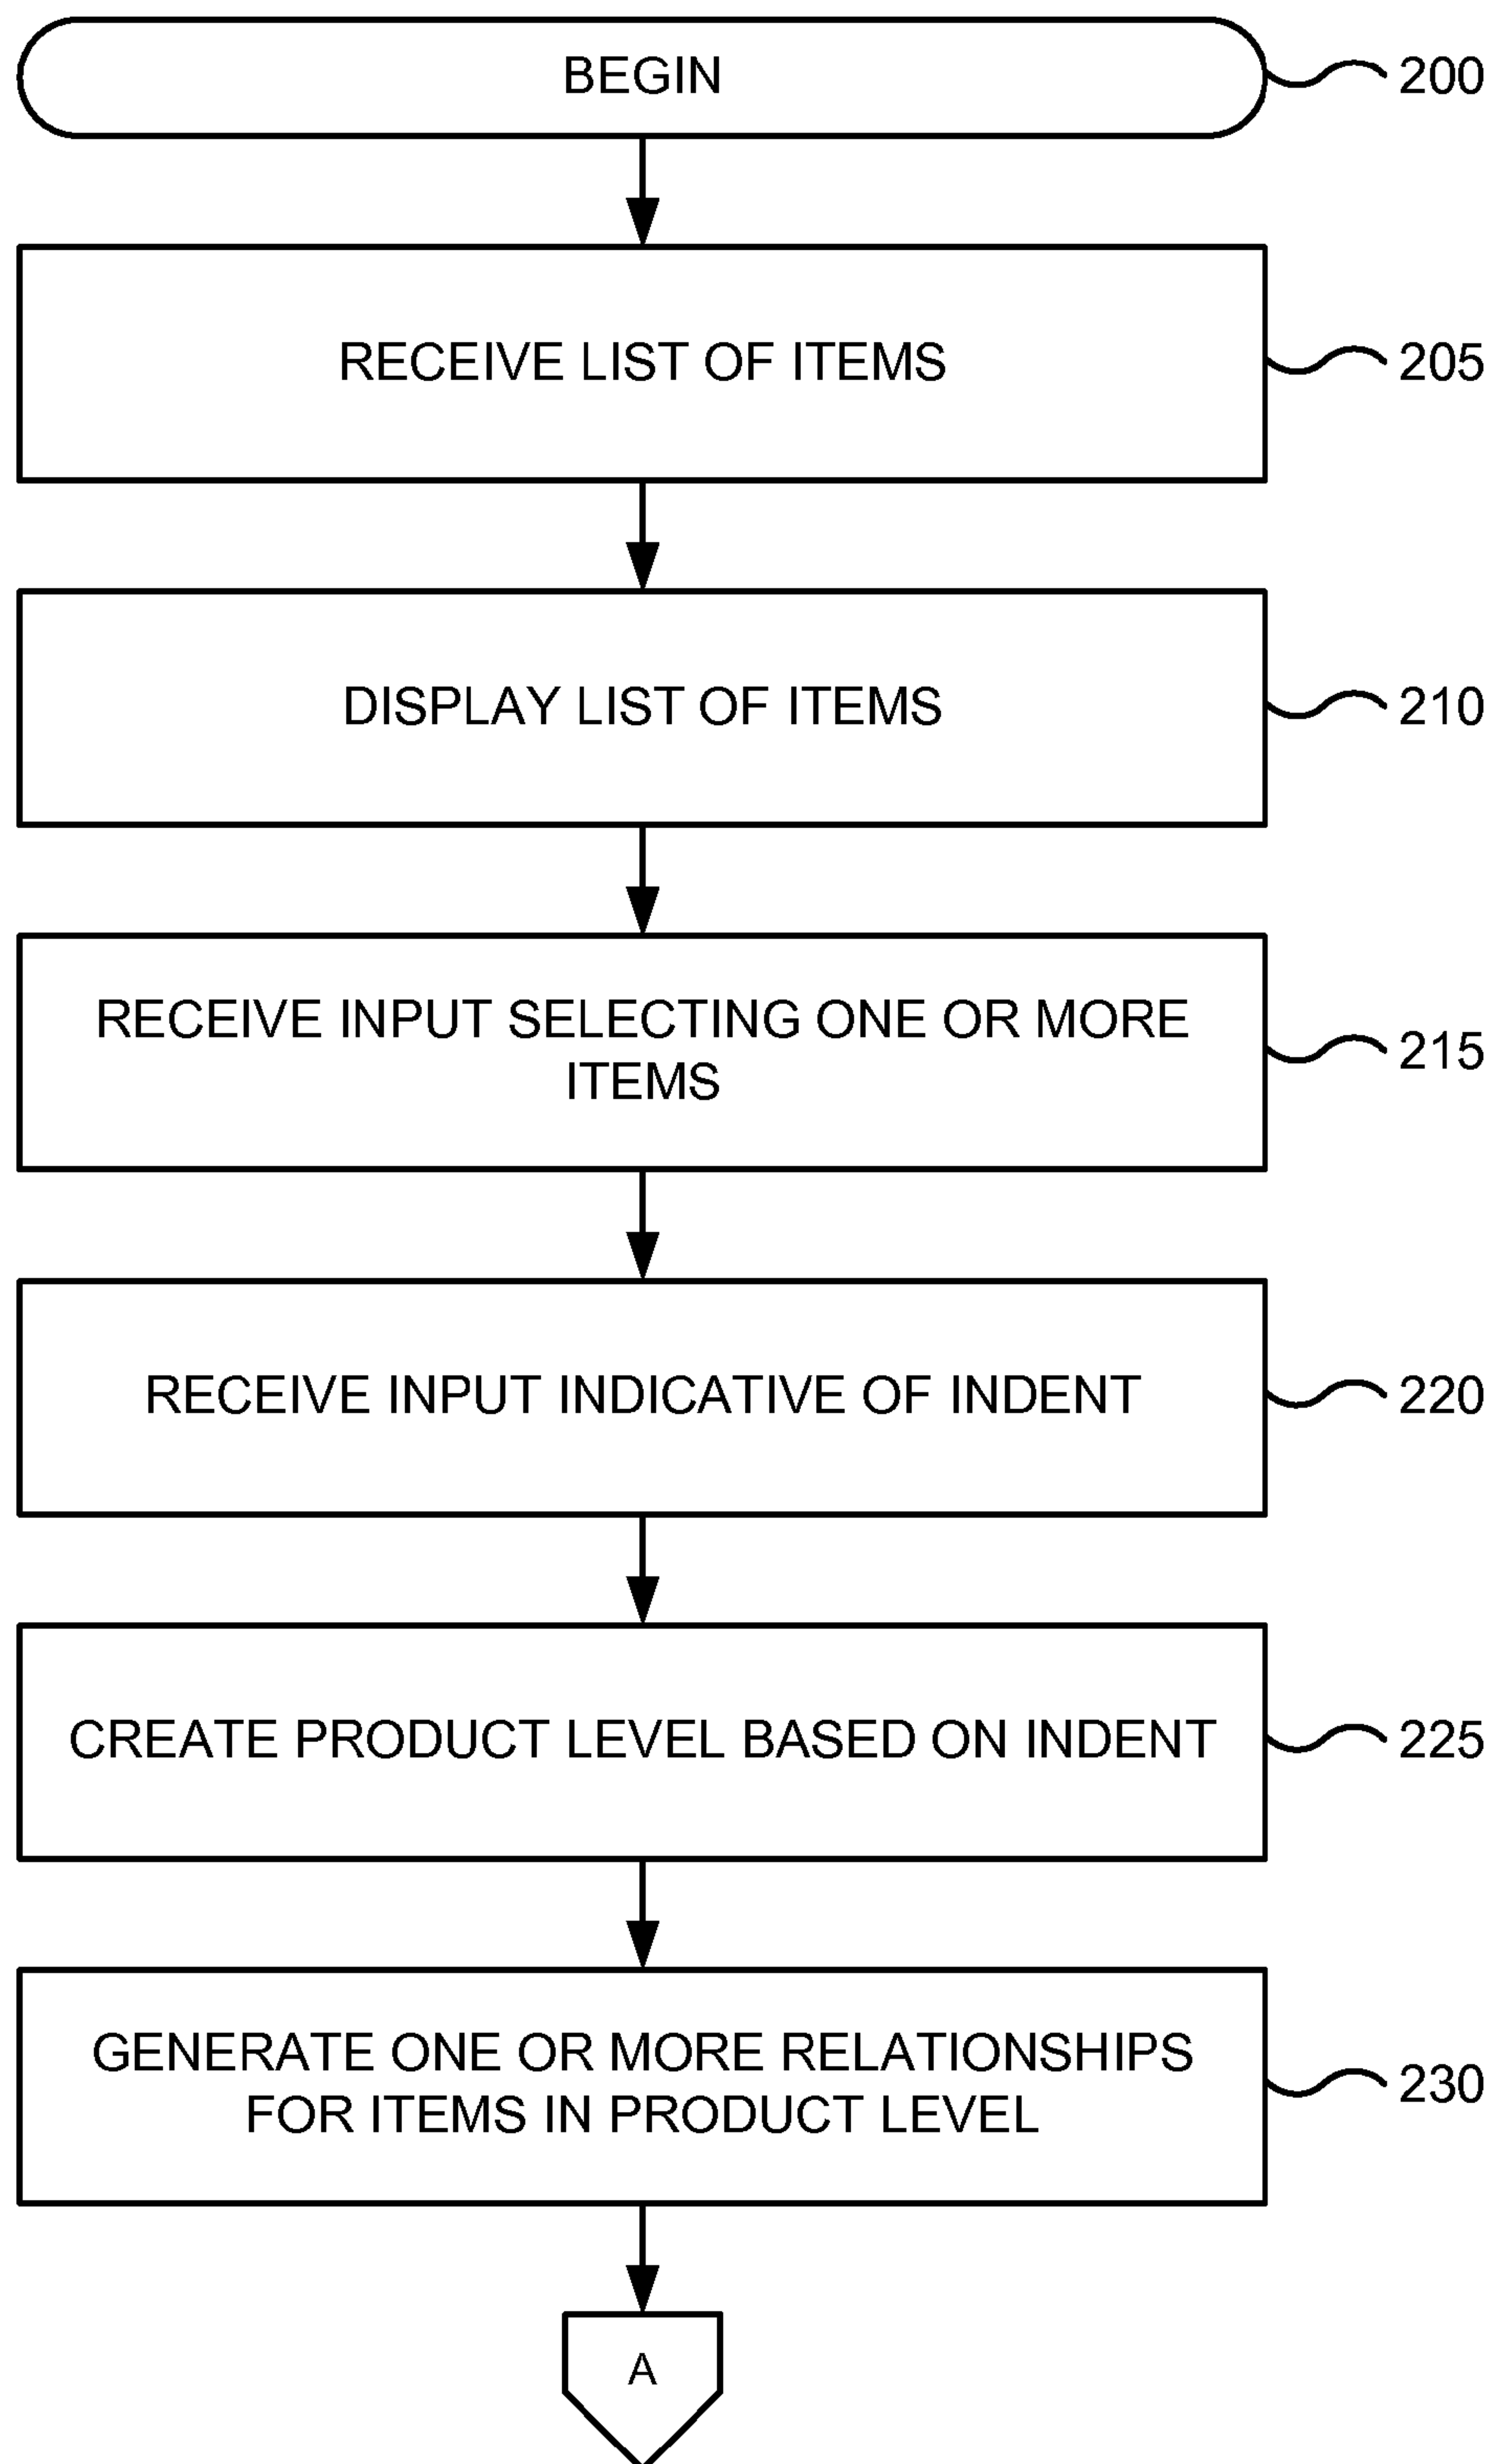 BEGIN
200
RECEIVE LIST OF ITEMS
205
DISPLAY LIST OF ITEMS
210
RECEIVE INPUT SELECTING ONE OR MORE
ITEMS
215
RECEIVE INPUT INDICATIVE OF INDENT
220
CREATE PRODUCT LEVEL BASED ON INDENT
225
GENERATE ONE OR MORE RELATIONSHIPS
FOR ITEMS IN PRODUCT LEVEL
230
A